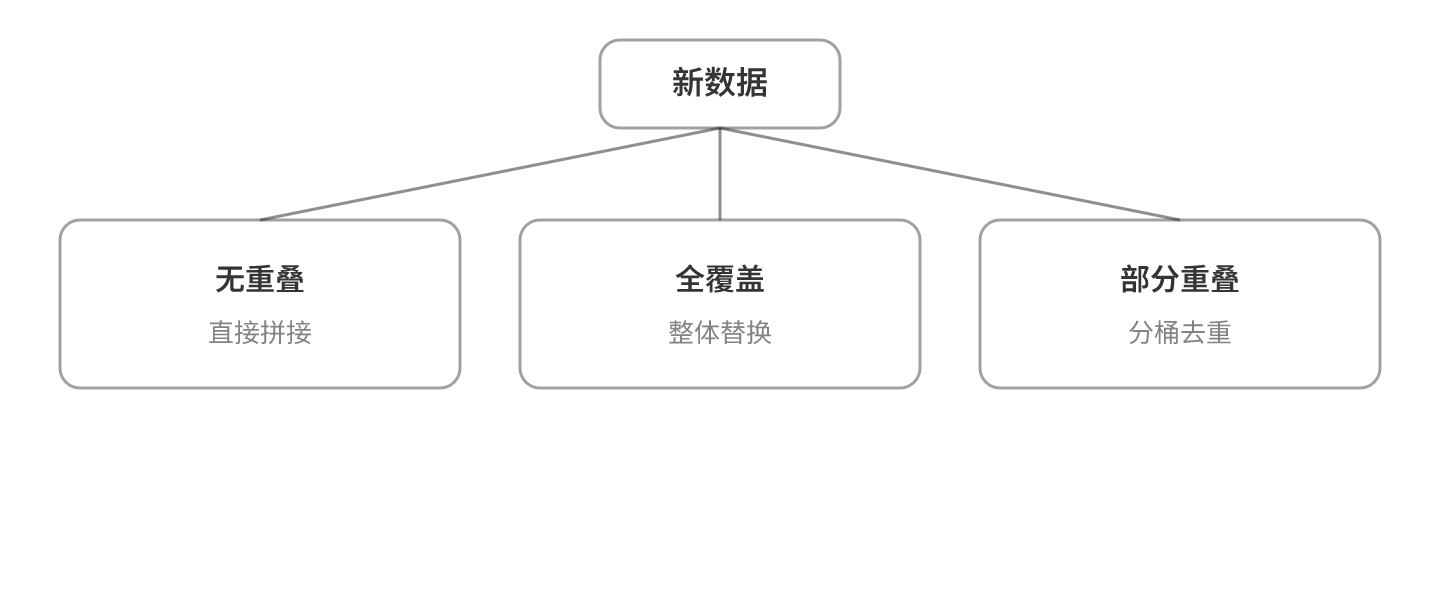 新数据
无重叠
直接拼接
全覆盖
整体替换
部分重叠
分桶去重